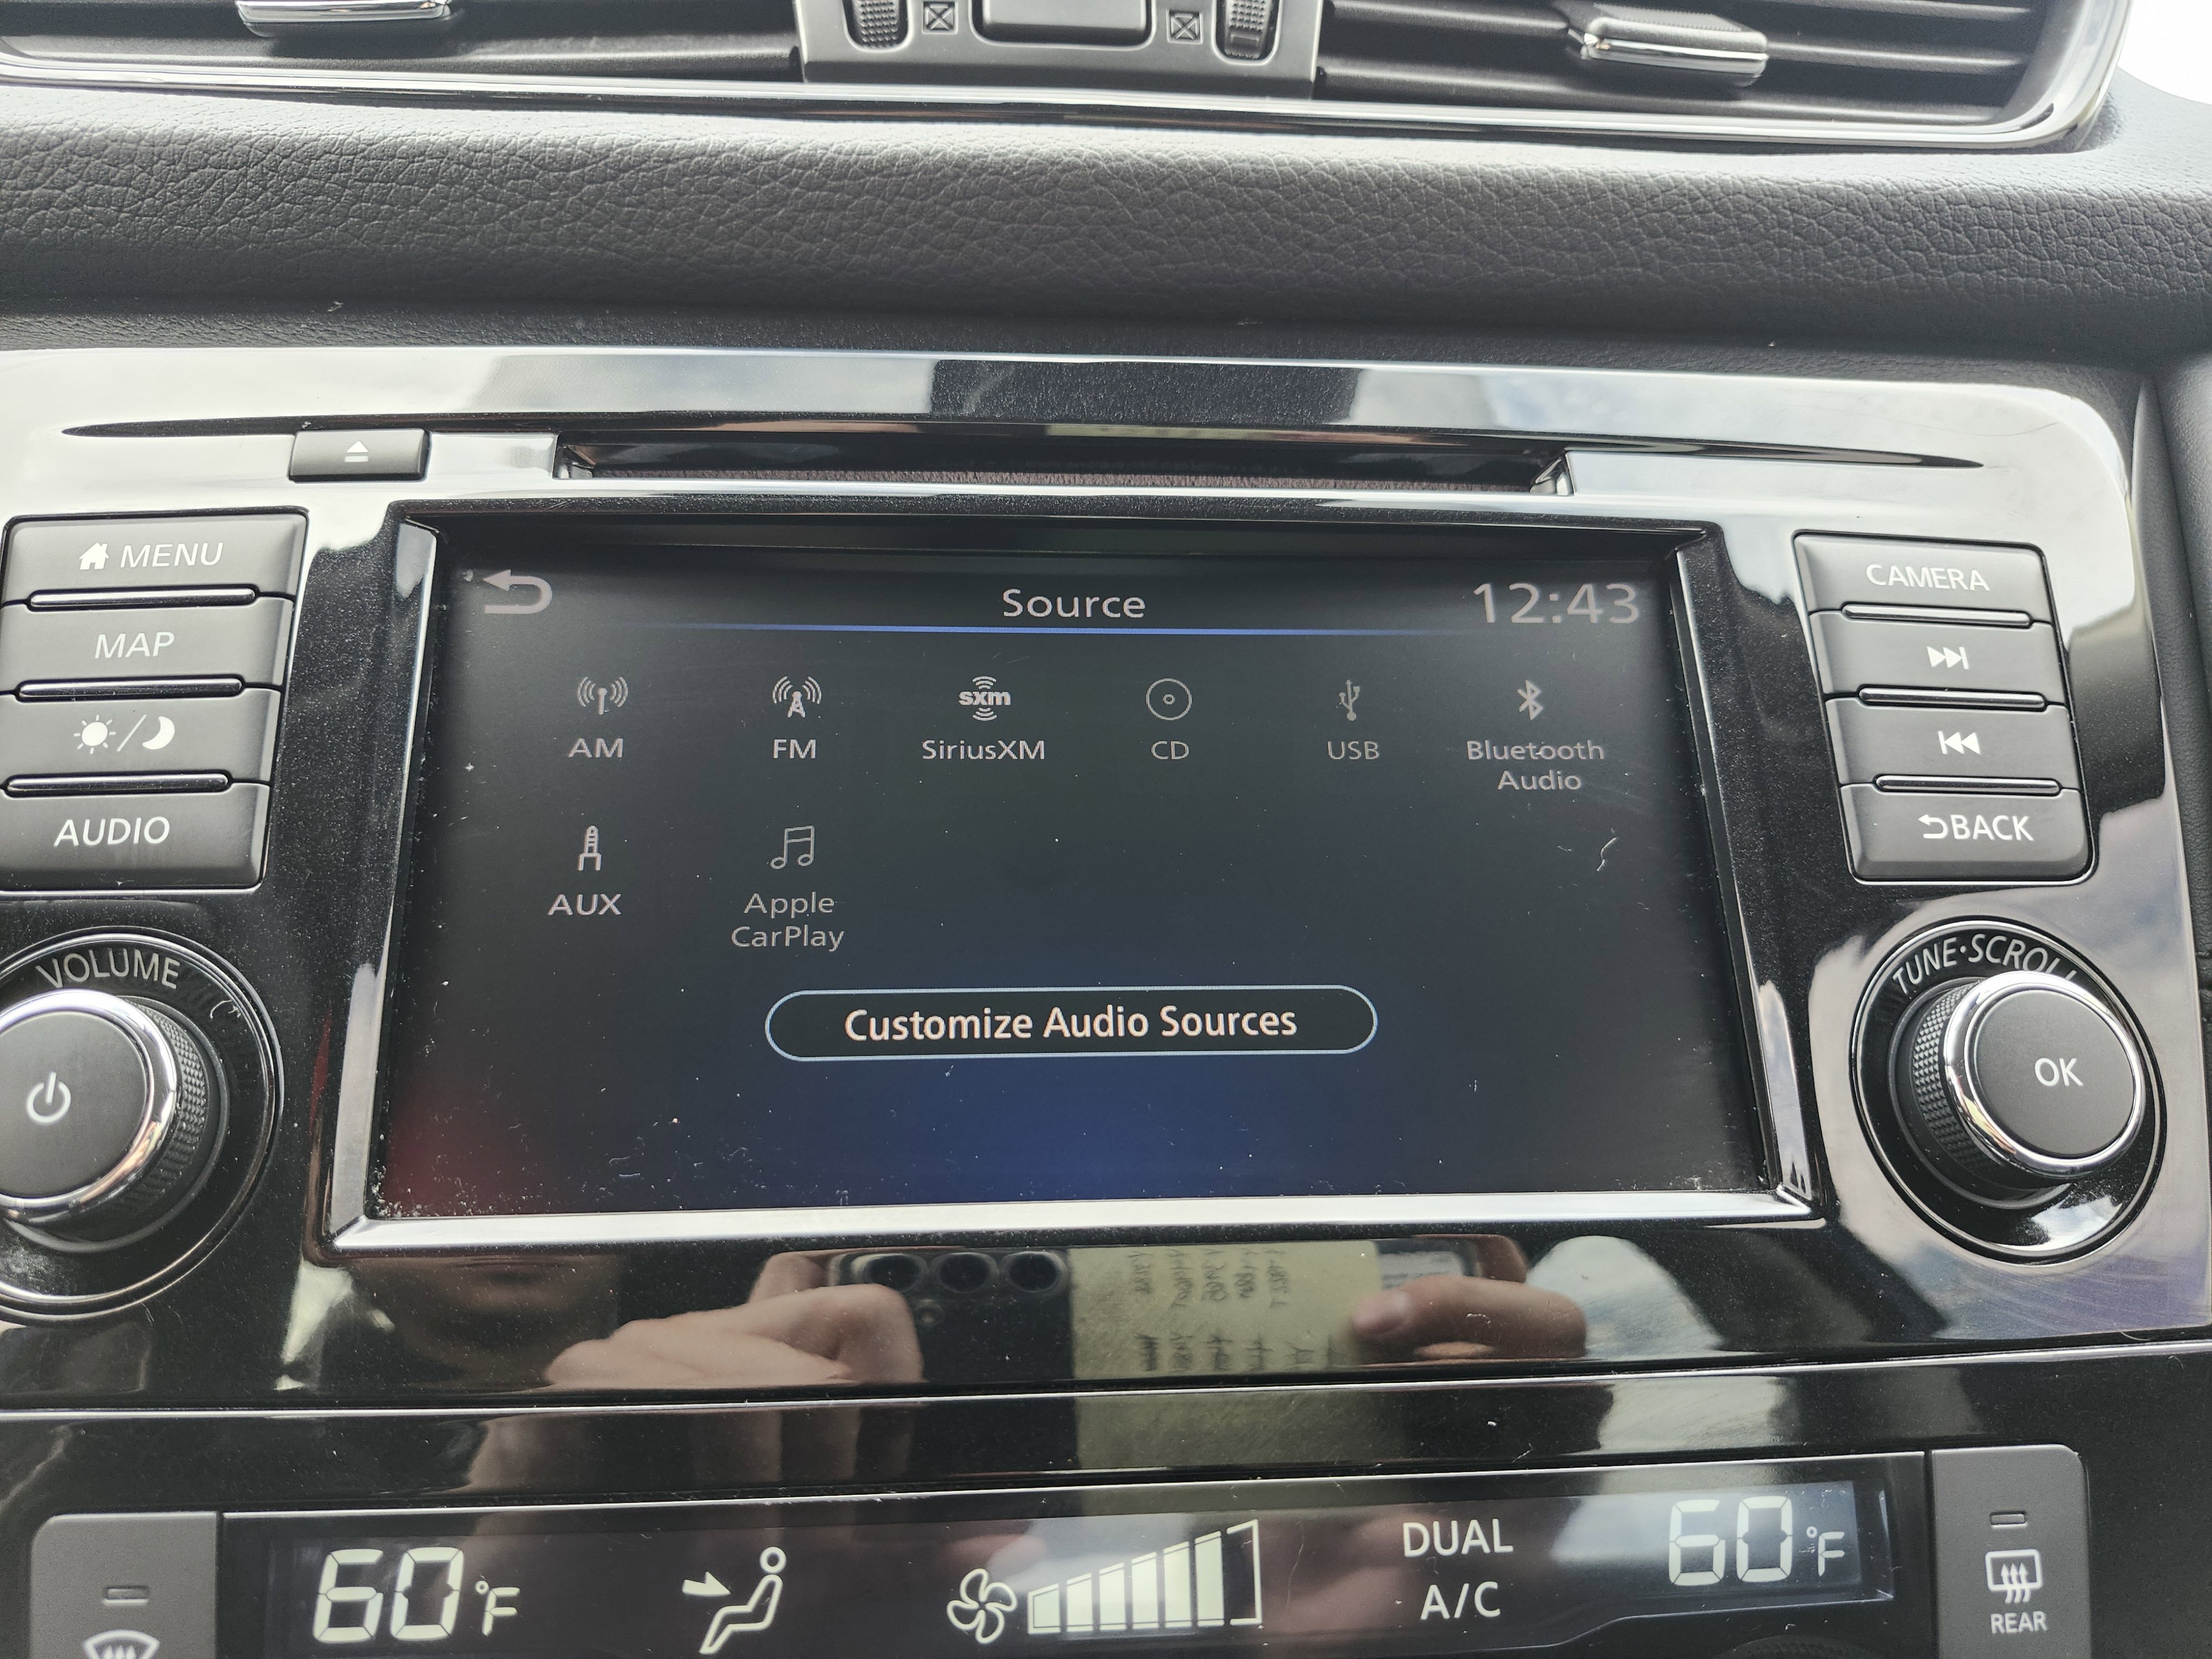 MENU
MAP
AUDIO
VOLUME
Source
12:43
AM
FM
sxm
SiriusXM
CD
USB
Bluetooth
Audio
AUX
Apple
CarPlay
Customize Audio Sources
CAMERA
BACK
TUNE·SCROLL
OK
60°F
DUAL
A/C
60°F
REAR